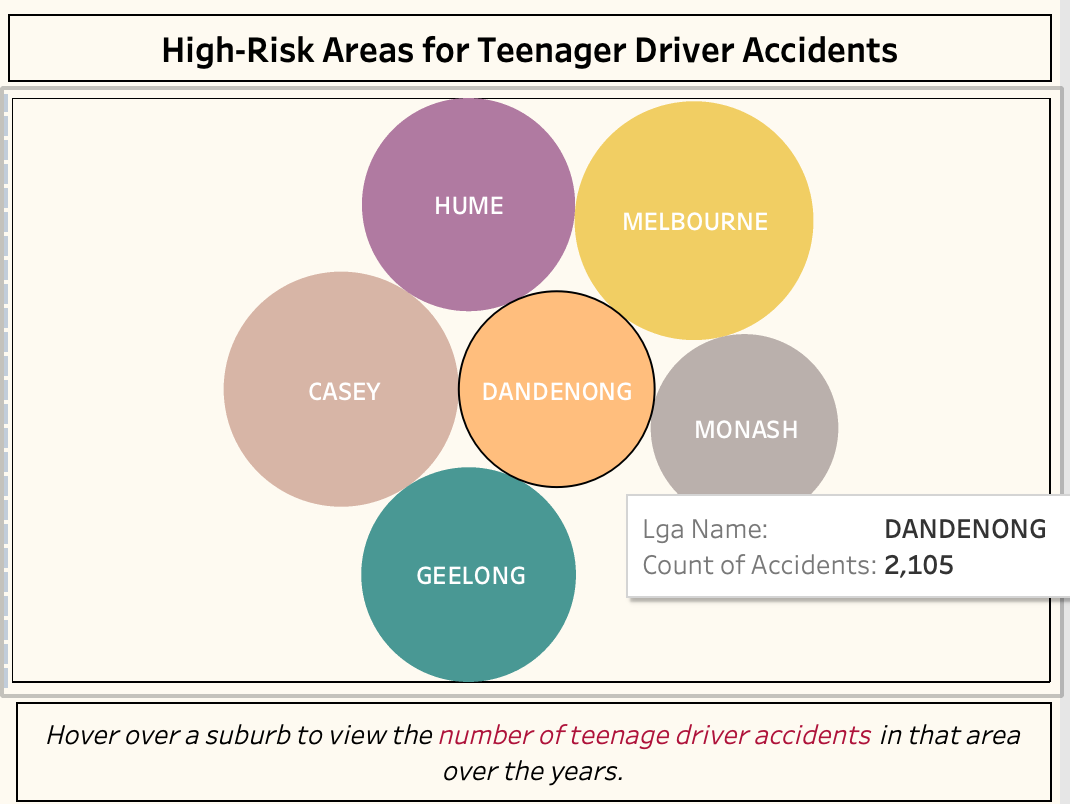 High-Risk Areas for Teenager Driver Accidents
HUME
MELBOURNE
CASEY
DANDENONG
MONASH
GEELONG
Lga Name: DANDENONG
Count of Accidents: 2,105
Hover over a suburb to view the number of teenage driver accidents in that area
over the years.